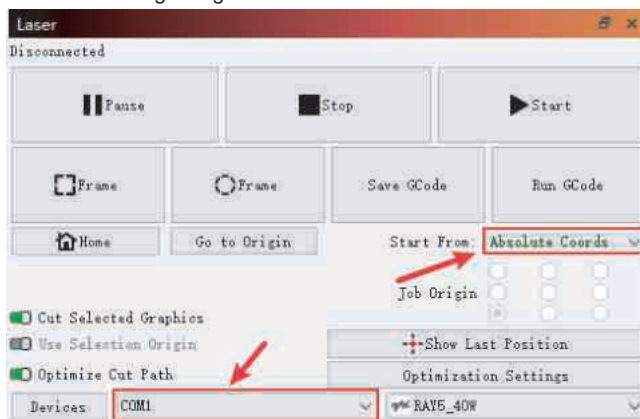 Laser
Disconnected
Pause Stop Start
Frame Frame Save GCode Run GCode
Home Go to Origin Start From: Absolute Coords
Job Origin
Cut Selected Graphics
Use Selection Origin Show Last Position
Optimize Cut Path Optimization Settings
Devices COM1 RAY5_40W